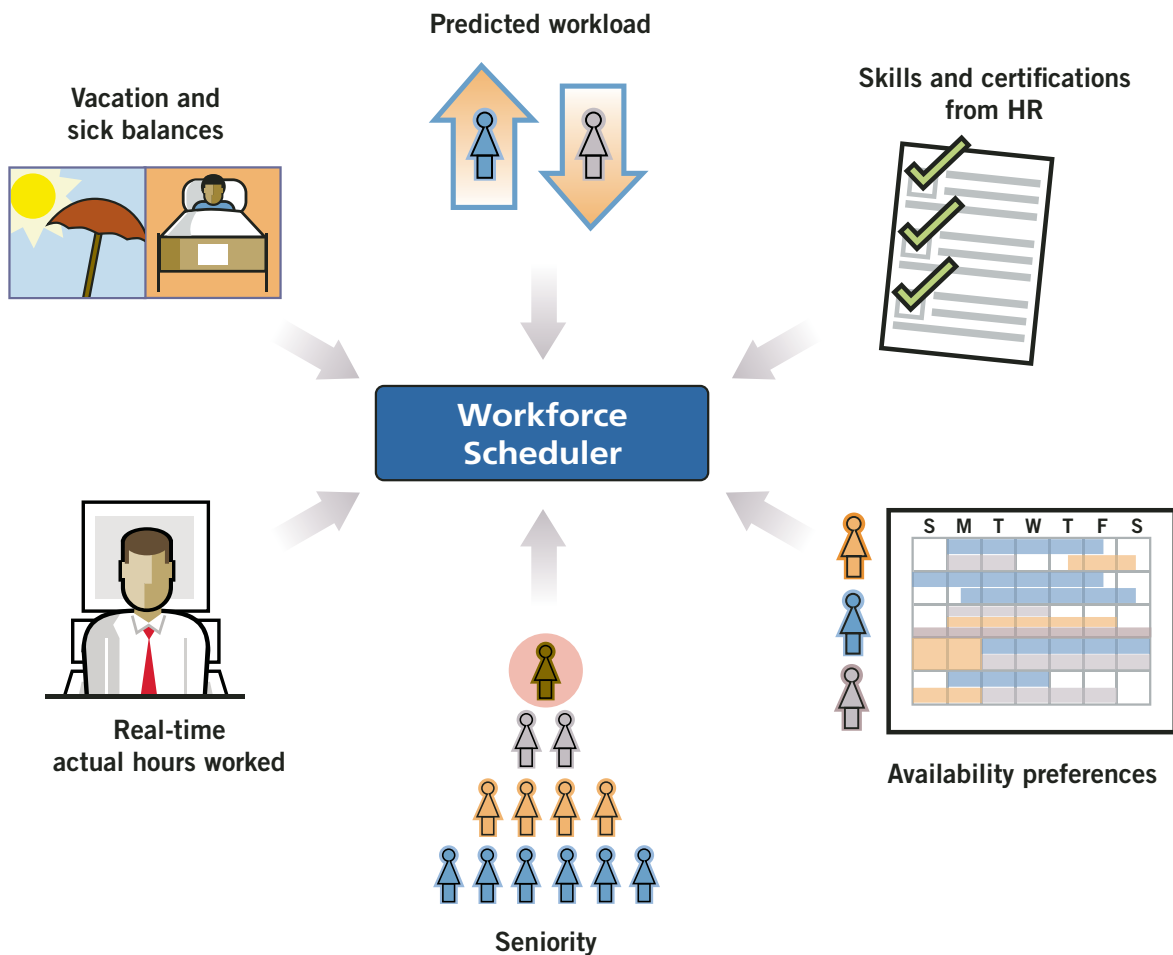 Predicted workload
Vacation and
sick balances
Skills and certifications
from HR
Workforce
Scheduler
S M T W T F S
Real-time
actual hours worked
Availability preferences
Seniority